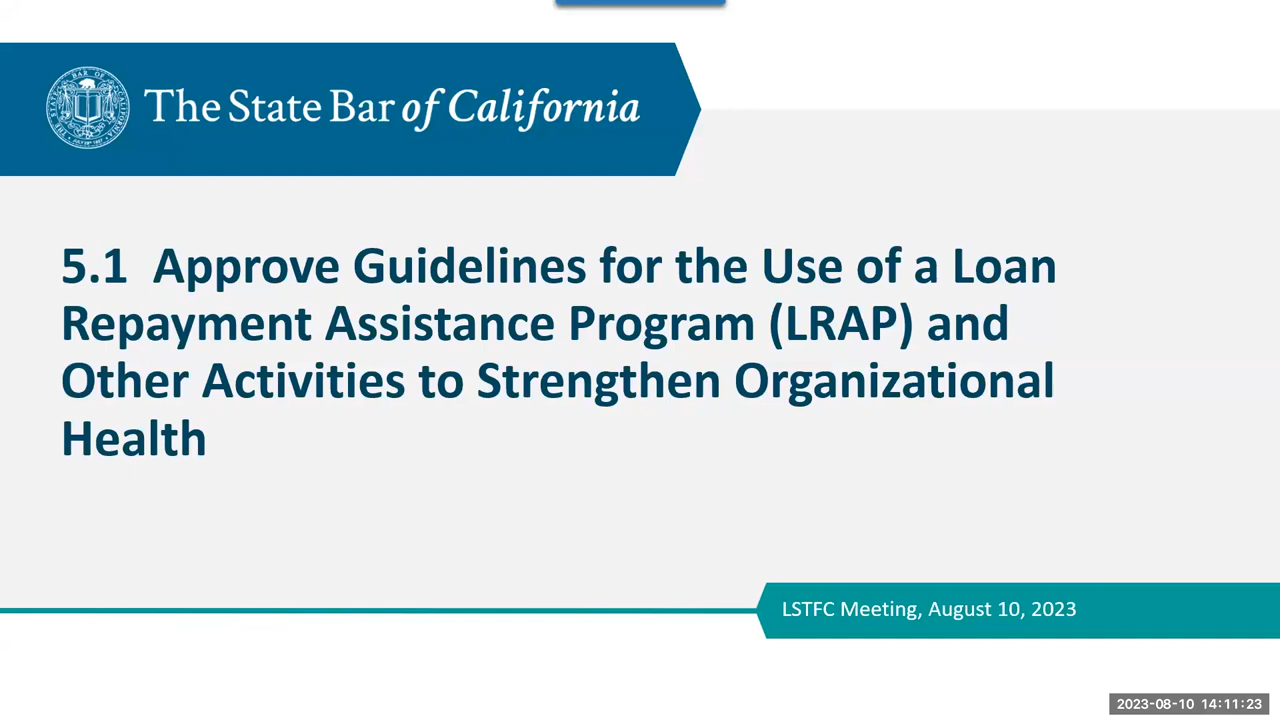 The State Bar of California
5.1 Approve Guidelines for the Use of a Loan
Repayment Assistance Program (LRAP) and
Other Activities to Strengthen Organizational
Health
LSTFC Meeting, August 10, 2023
2023-08-10 14:11:23